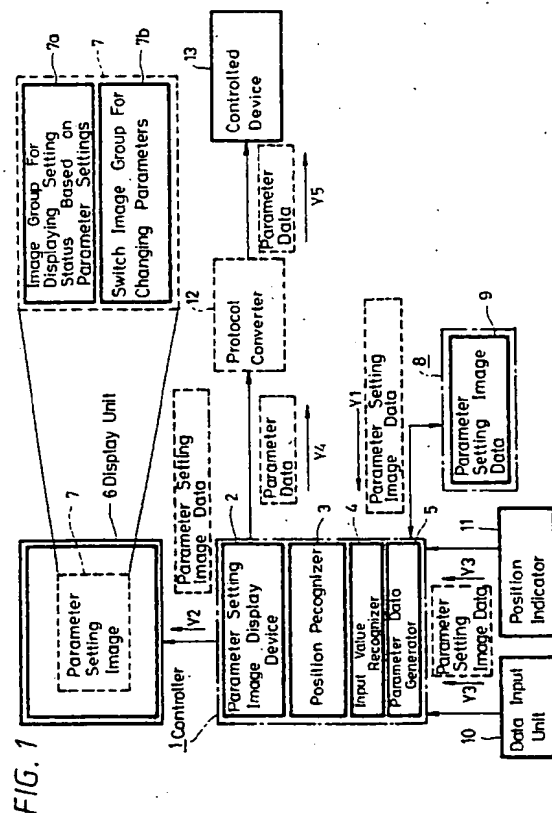 FIG. 1
7a
Image Group For
Displaying Setting
Status Based on
Parameter Settings
7
Switch Image Group For
Changing Parameters
7b
6 Display Unit
7
Parameter
Setting
Image
13
Controlled
Device
Parameter
Data
Y5
12
Protocol
Converter
Parameter Setting
Image Data
Y2
Parameter
Data
Y4
1 Controller
2
Parameter Setting
Image Display
Device
3
Position Pecognizer
4
Input Value
Recognizer
5
Parameter Data
Generator
Y1
Parameter Setting
Image Data
8
9
Parameter
Setting Image
Data
Y3
Parameter
Setting
Image Data
Y3
10
Data Input
Unit
11
Position
Indicator